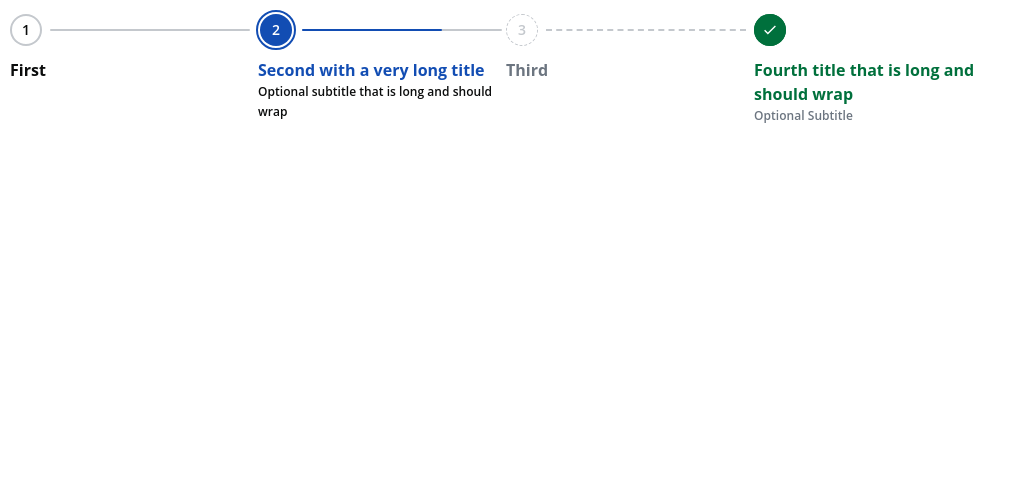 1
2
3
First
Second with a very long title
Optional subtitle that is long and should
wrap
Third
Fourth title that is long and
should wrap
Optional Subtitle